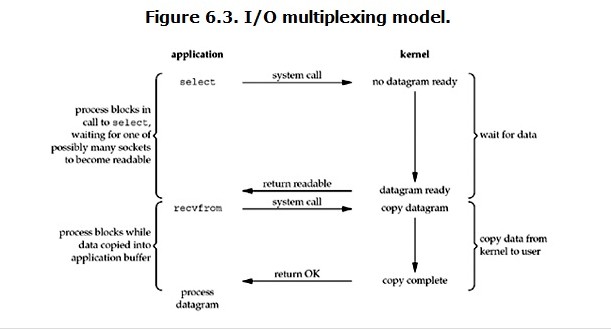 Figure 6.3. I/O multiplexing model.
application
kernel
select
system call
no datagram ready
process blocks in
call to select,
waiting for one of
possibly many sockets
to become readable
wait for data
return readable
datagram ready
recvfrom
system call
copy datagram
process blocks while
data copied into
application buffer
copy data from
kernel to user
return OK
copy complete
process
datagram